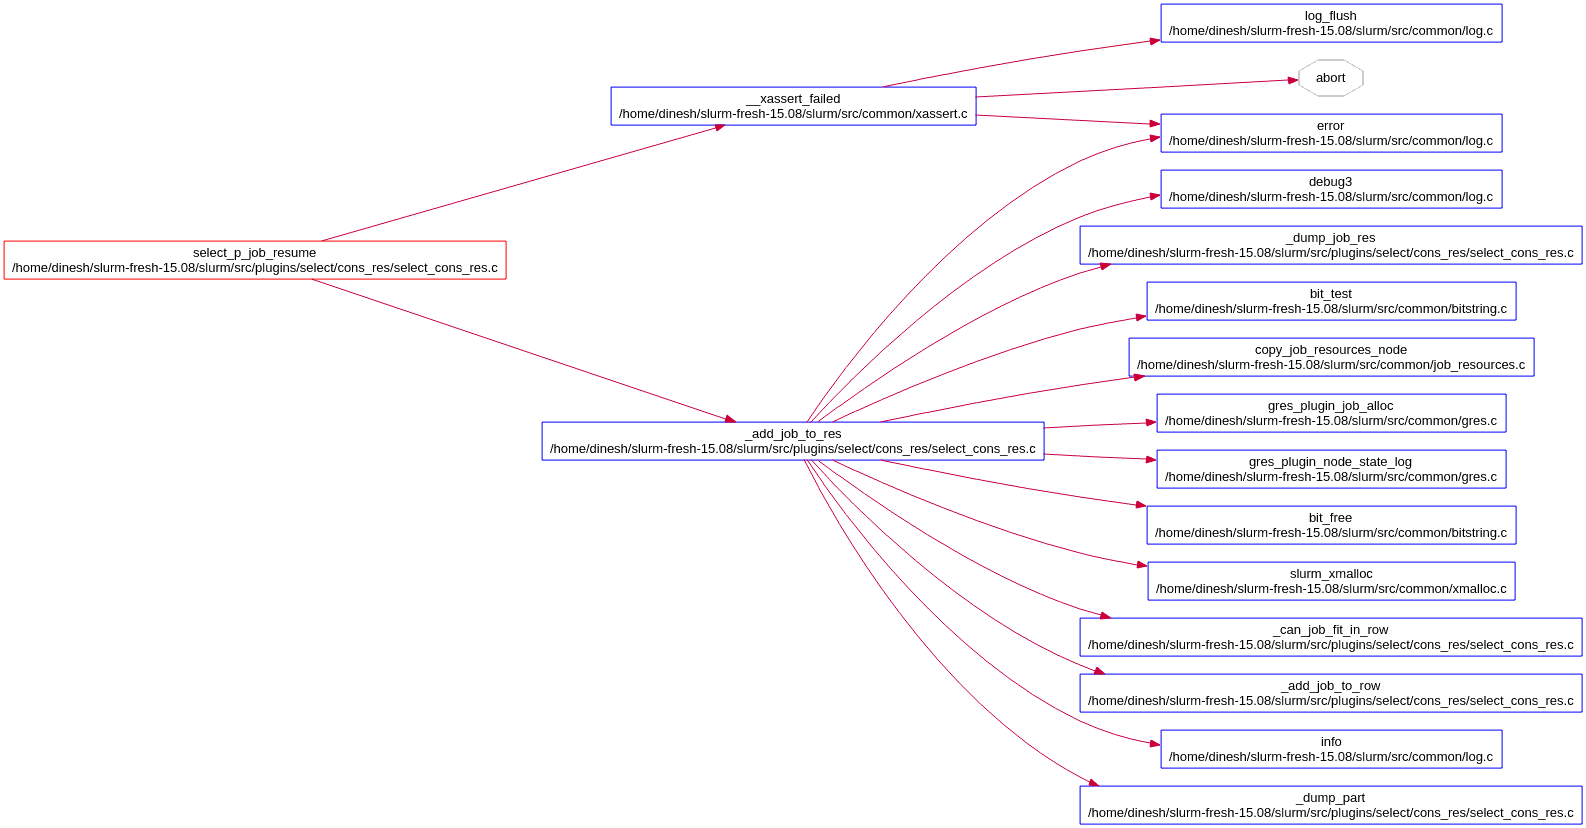 log_flush
/home/dinesh/slurm-fresh-15.08/slurm/src/common/log.c
abort
__xassert_failed
/home/dinesh/slurm-fresh-15.08/slurm/src/common/xassert.c
error
/home/dinesh/slurm-fresh-15.08/slurm/src/common/log.c
debug3
/home/dinesh/slurm-fresh-15.08/slurm/src/common/log.c
_dump_job_res
/home/dinesh/slurm-fresh-15.08/slurm/src/plugins/select/cons_res/select_cons_res.c
select_p_job_resume
/home/dinesh/slurm-fresh-15.08/slurm/src/plugins/select/cons_res/select_cons_res.c
bit_test
/home/dinesh/slurm-fresh-15.08/slurm/src/common/bitstring.c
copy_job_resources_node
/home/dinesh/slurm-fresh-15.08/slurm/src/common/job_resources.c
gres_plugin_job_alloc
/home/dinesh/slurm-fresh-15.08/slurm/src/common/gres.c
_add_job_to_res
/home/dinesh/slurm-fresh-15.08/slurm/src/plugins/select/cons_res/select_cons_res.c
gres_plugin_node_state_log
/home/dinesh/slurm-fresh-15.08/slurm/src/common/gres.c
bit_free
/home/dinesh/slurm-fresh-15.08/slurm/src/common/bitstring.c
slurm_xmalloc
/home/dinesh/slurm-fresh-15.08/slurm/src/common/xmalloc.c
_can_job_fit_in_row
/home/dinesh/slurm-fresh-15.08/slurm/src/plugins/select/cons_res/select_cons_res.c
_add_job_to_row
/home/dinesh/slurm-fresh-15.08/slurm/src/plugins/select/cons_res/select_cons_res.c
info
/home/dinesh/slurm-fresh-15.08/slurm/src/common/log.c
_dump_part
/home/dinesh/slurm-fresh-15.08/slurm/src/plugins/select/cons_res/select_cons_res.c